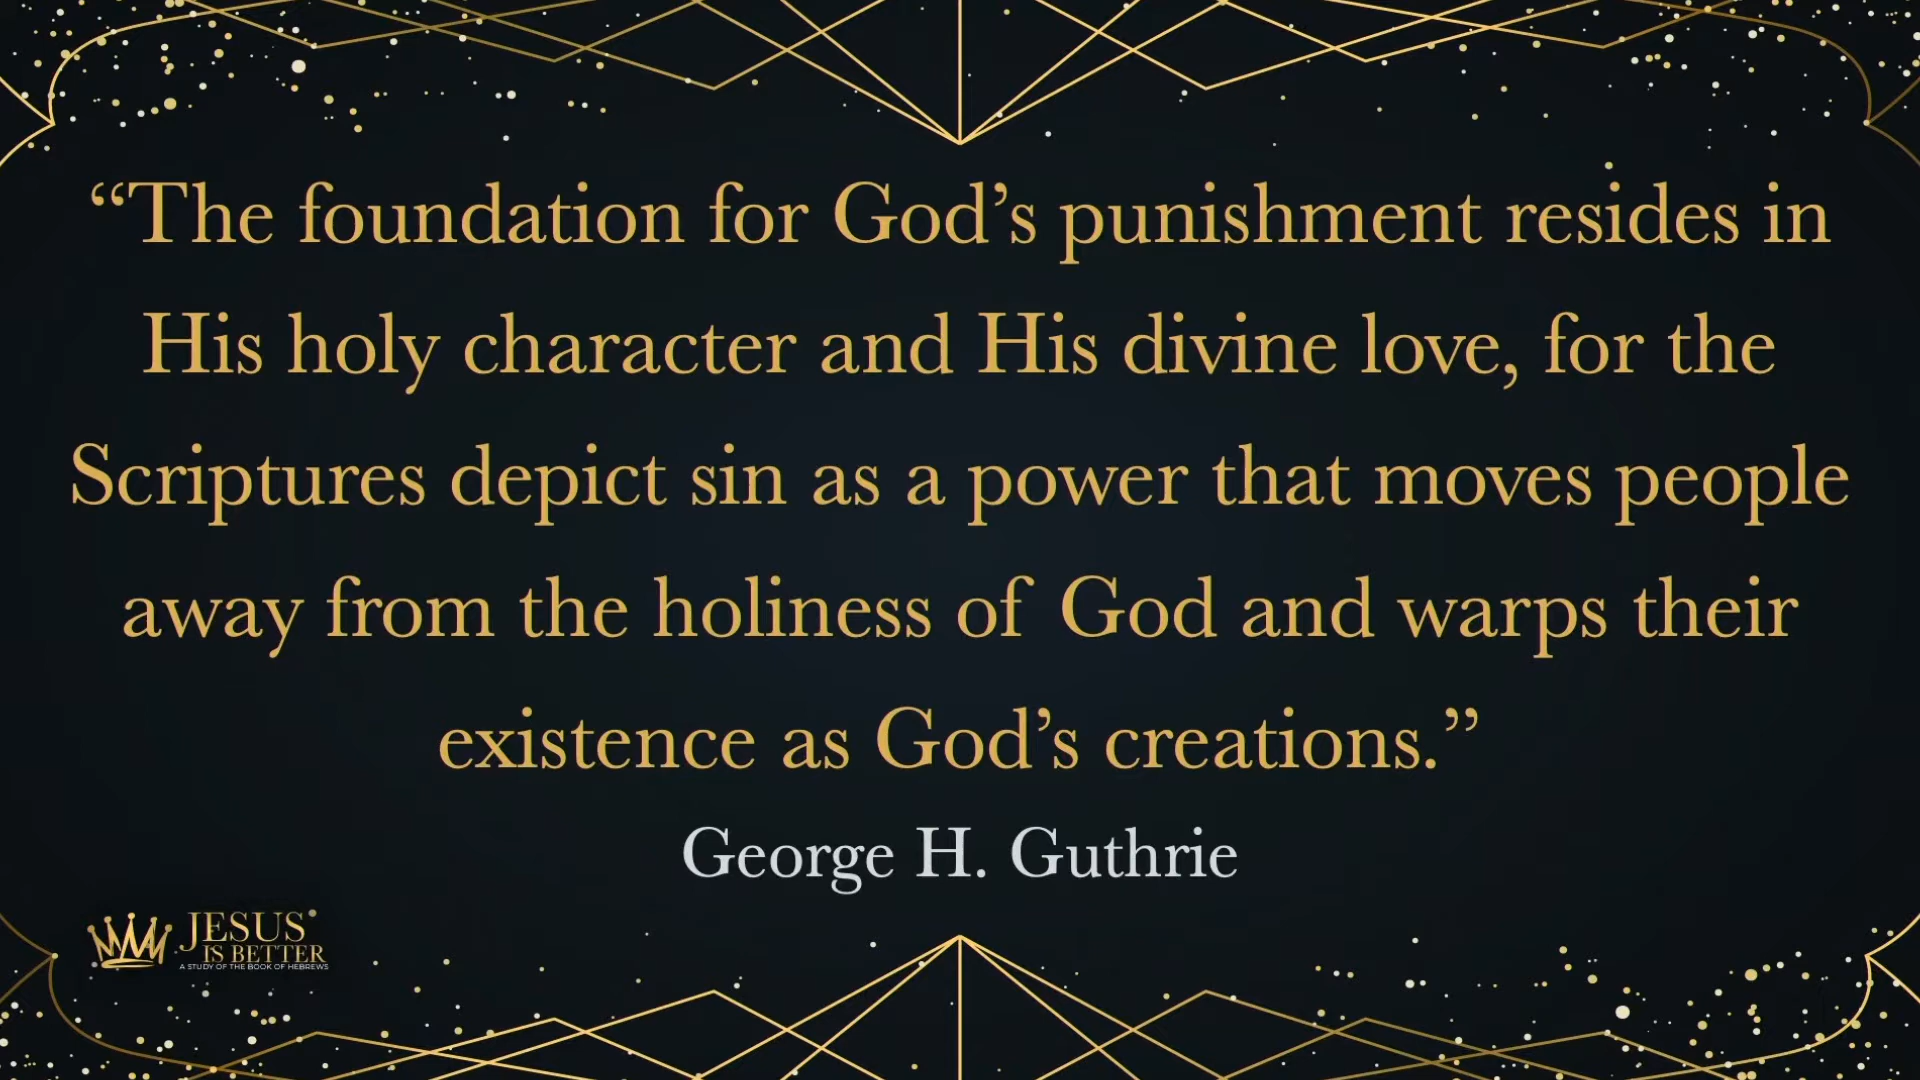 “The foundation for God’s punishment resides in
His holy character and His divine love, for the
Scriptures depict sin as a power that moves people
away from the holiness of God and warps their
existence as God’s creations.”
George H. Guthrie
JESUS
IS BETTER
A STUDY OF THE BOOK OF HEBREWS